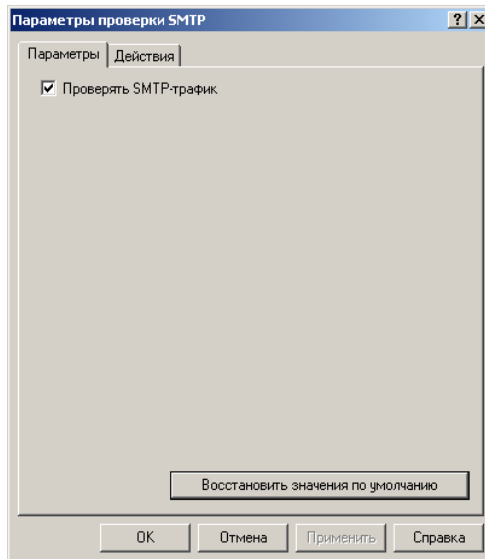 Параметры проверки SMTP
Параметры Действия
Проверять SMTP-трафик
Восстановить значения по умолчанию
OK Отмена Применить Справка